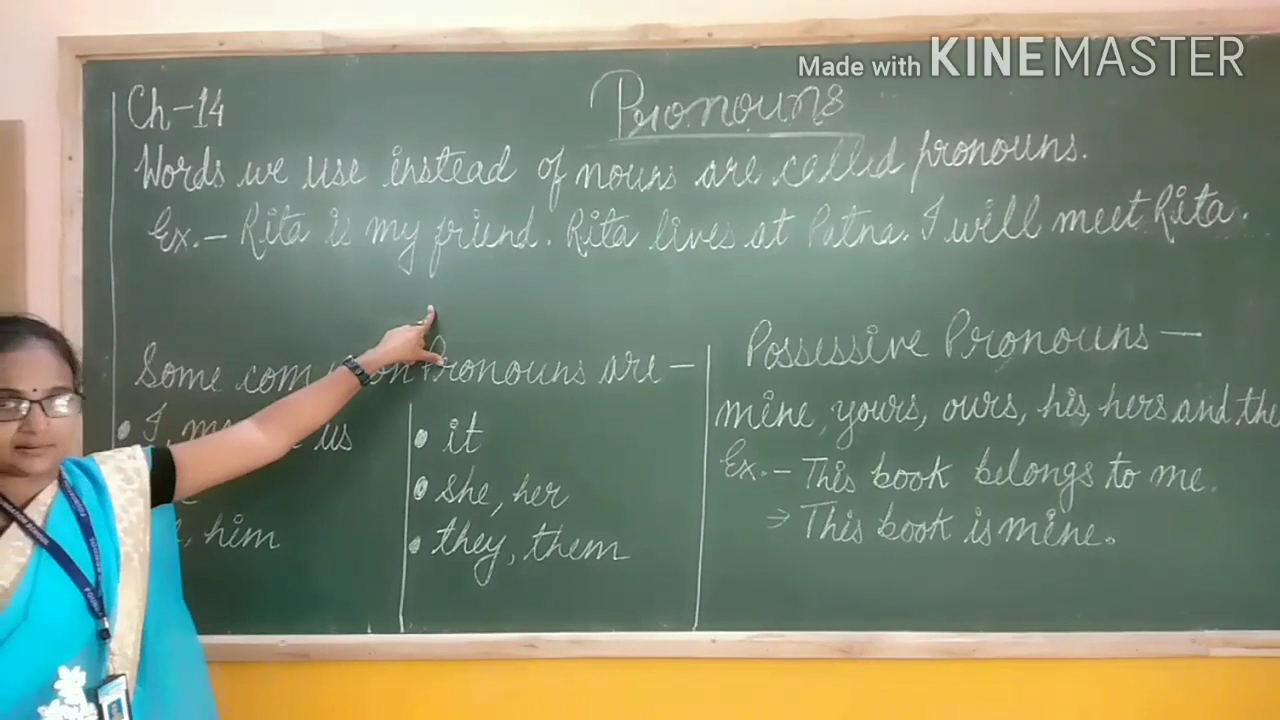 Made with KINEMASTER
Ch-14
Pronouns
Words we use instead of nouns are called pronouns.
Ex.- Rita is my friend. Rita lives at Patna. I will meet Rita.
Some com on Pronouns are -
I, m us
him
it
she, her
they, them
Possessive Pronouns -
mine, yours, ours, his, hers and the
Ex.- This book belongs to me.
This book is mine.